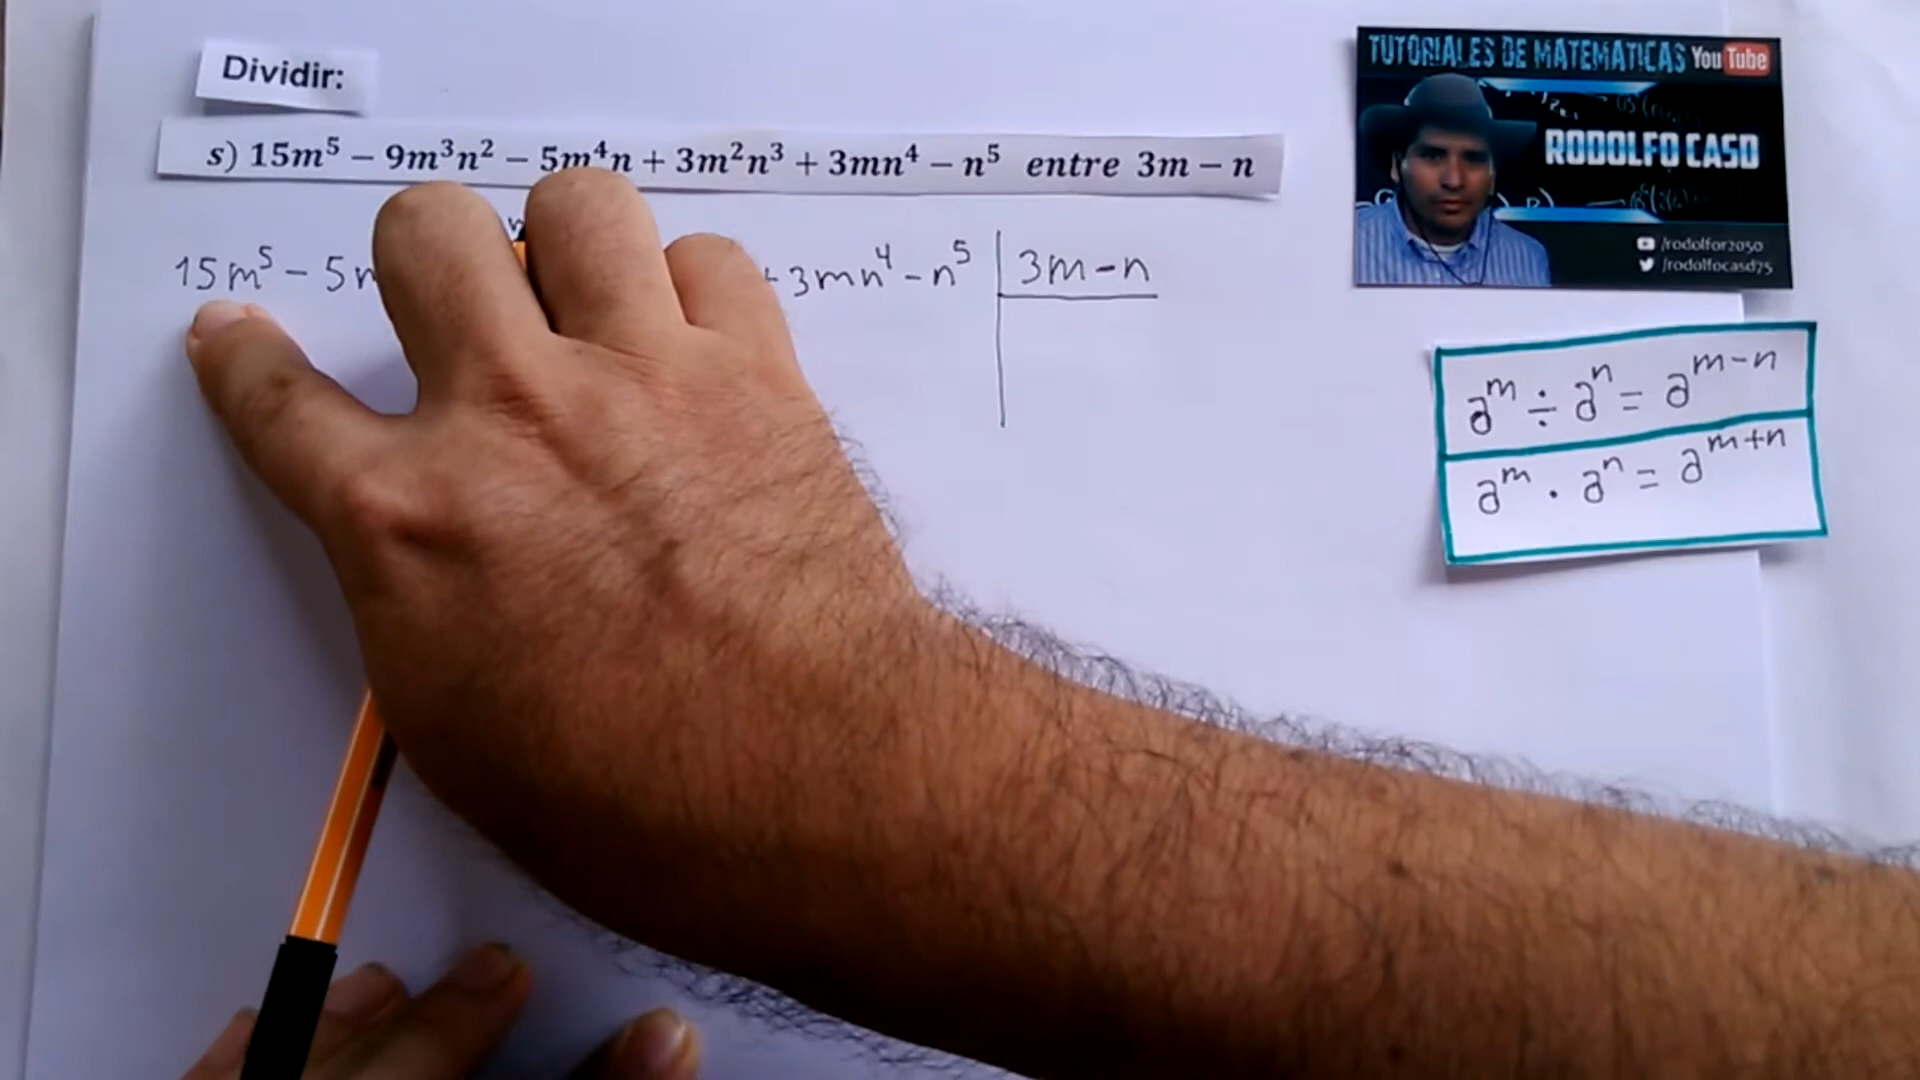 Dividir:
s) 15m⁵ − 9m³n² − 5m⁴n + 3m²n³ + 3mn⁴ − n⁵ entre 3m − n
15m⁵ − 5m + 3mn⁴ − n⁵ 3m − n
TUTORIALES DE MATEMATICAS YouTube
RODOLFO CASO
/rodolfor2050
/rodolfocasd75
aᵐ ÷ aⁿ = aᵐ⁻ⁿ
aᵐ · aⁿ = aᵐ⁺ⁿ